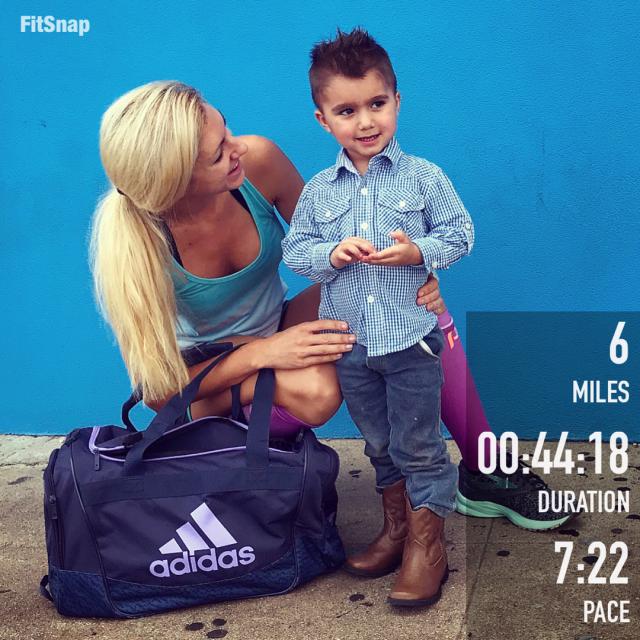 FitSnap
6
MILES
00:44:18
DURATION
7:22
PACE
adidas